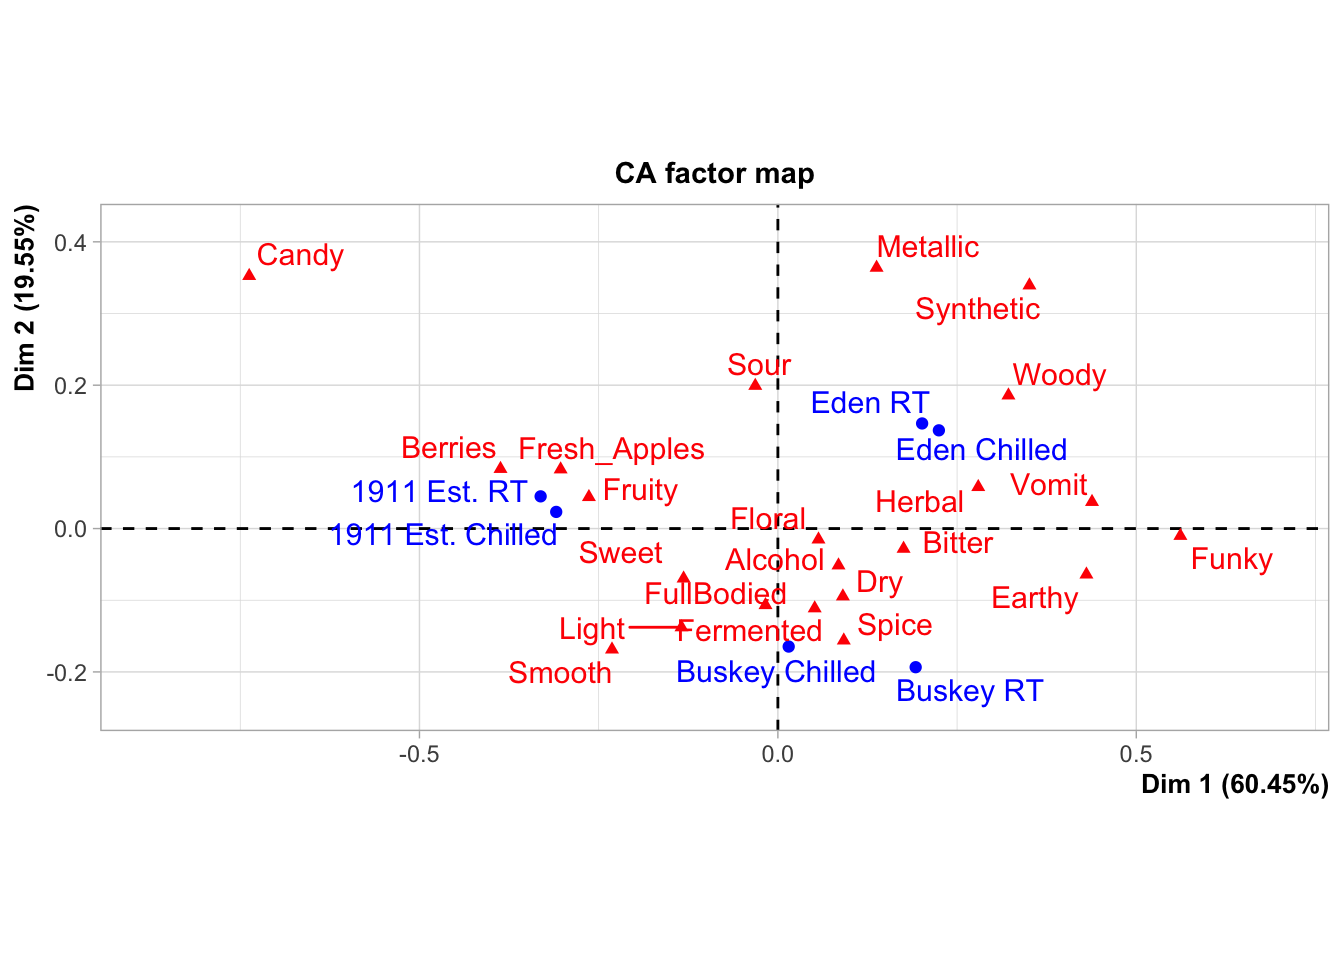 CA factor map
Dim 2 (19.55%)
0.4
0.2
0.0
-0.2
Candy
Metallic
Synthetic
Sour
Woody
Eden RT
Eden Chilled
Berries
Fresh_Apples
1911 Est. RT
Fruity
Herbal
Vomit
1911 Est. Chilled
Floral
Bitter
Sweet
Alcohol
Funky
FullBodied
Dry
Earthy
Light
Fermented
Spice
Smooth
Buskey Chilled
Buskey RT
-0.5
0.0
0.5
Dim 1 (60.45%)